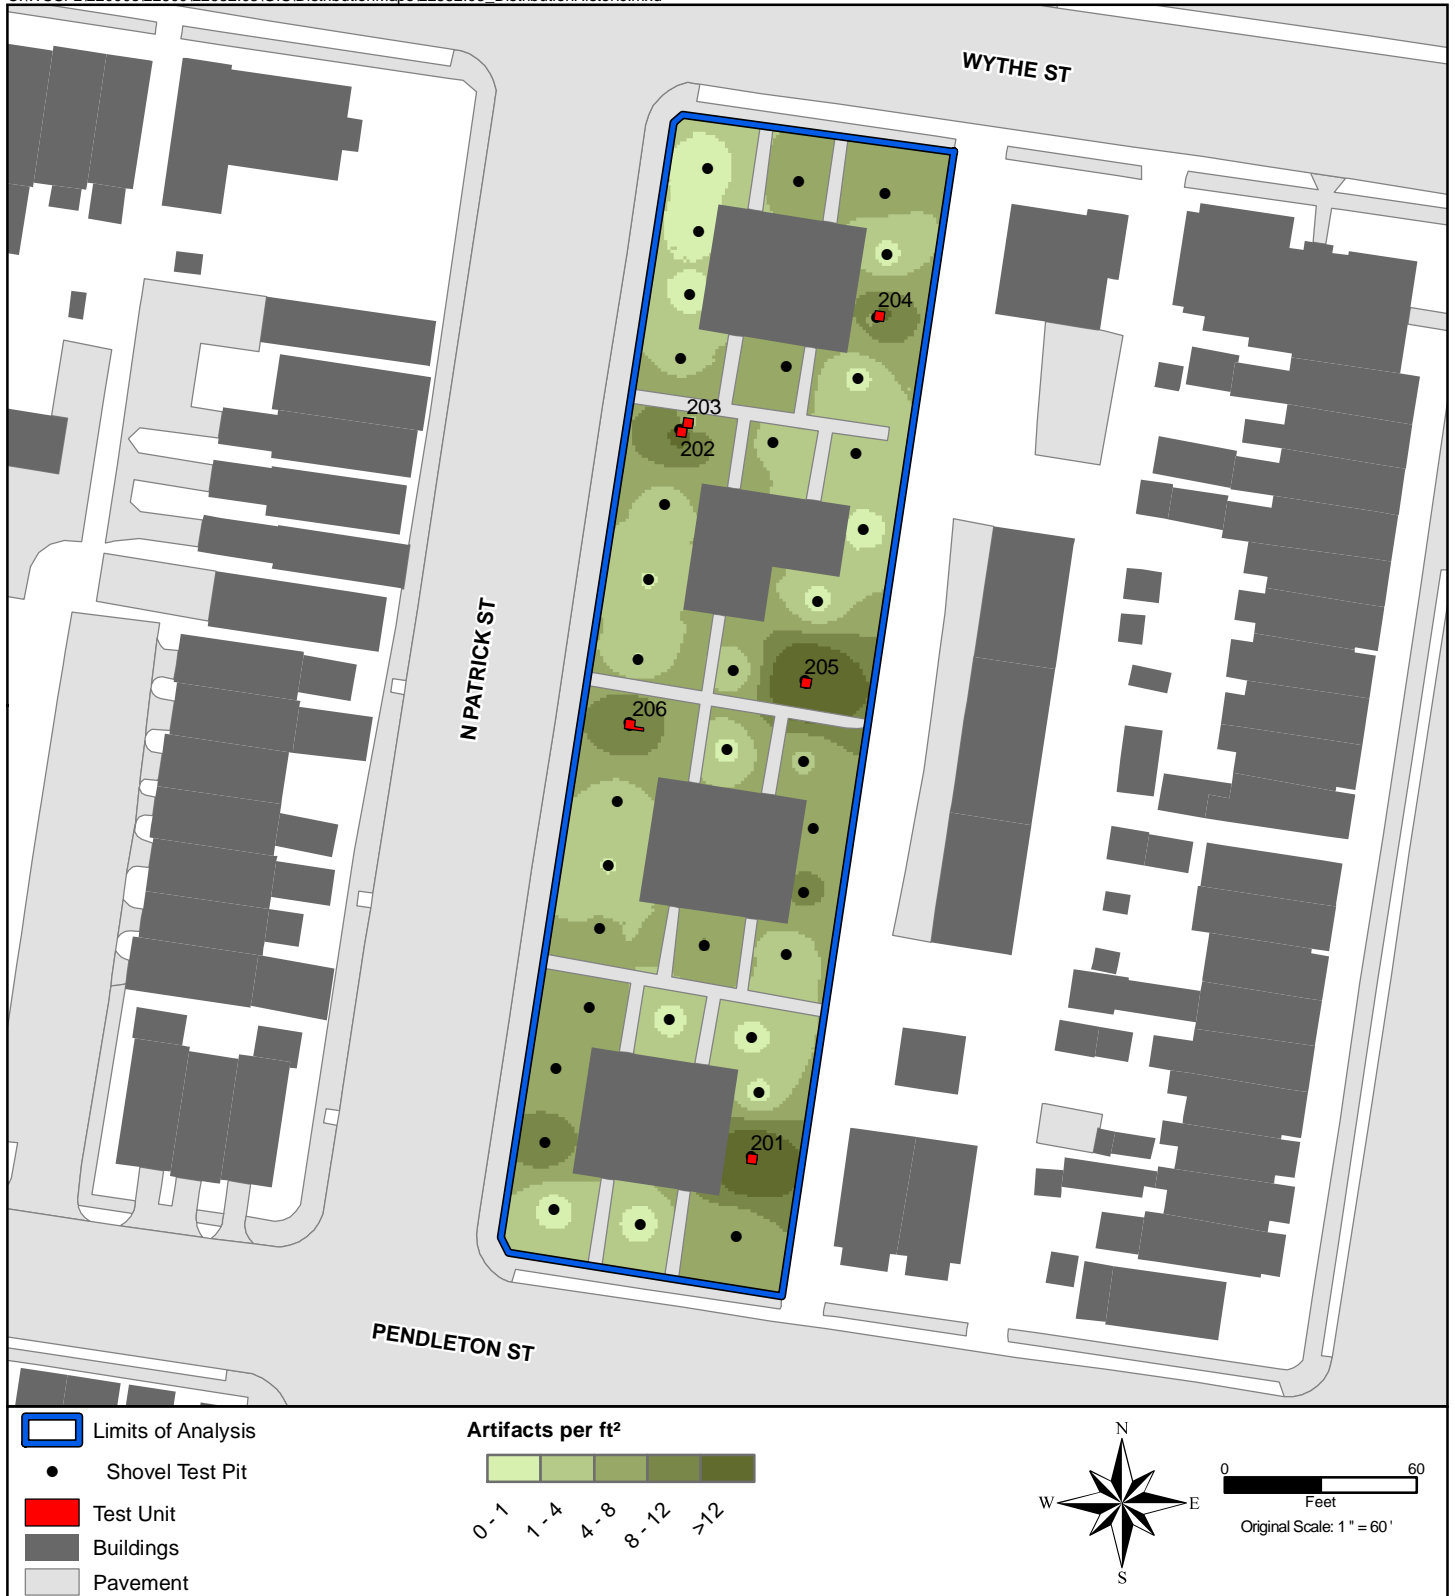 WYTHE ST
204
203
202
N PATRICK ST
205
206
201
PENDLETON ST
Limits of Analysis
Shovel Test Pit
Test Unit
Buildings
Pavement
Artifacts per ft²
0 - 1
1 - 4
4 - 8
8 - 12
>12
N
W
E
S
0
60
Feet
Original Scale: 1 " = 60 '